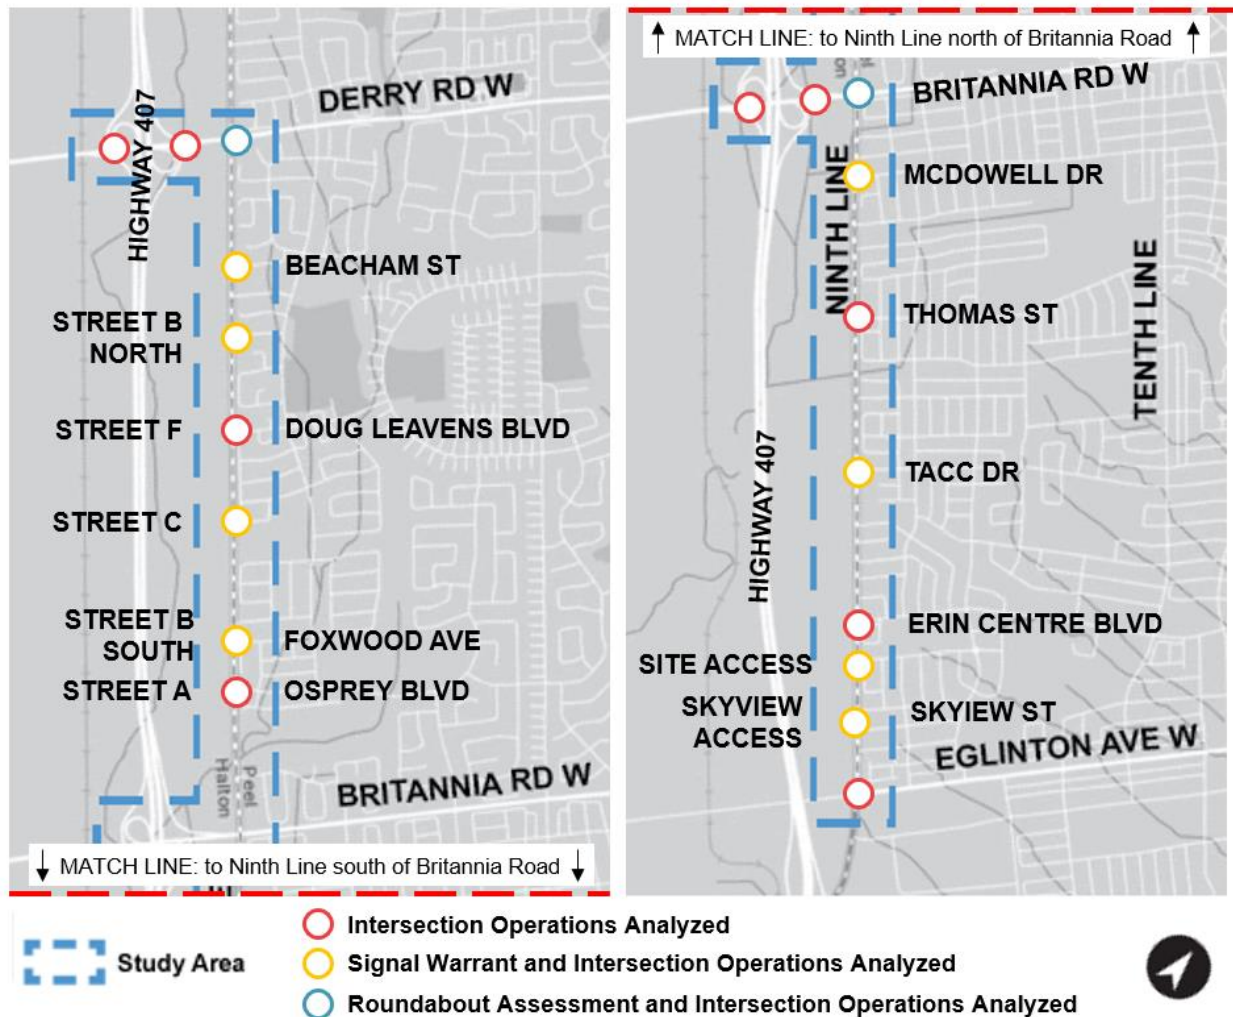 DERRY RD W
HIGHWAY 407
BEACHAM ST
STREET B
NORTH
STREET F
DOUG LEAVENS BLVD
STREET C
STREET B
SOUTH
FOXWOOD AVE
STREET A
OSPREY BLVD
Peel
Halton
BRITANNIA RD W
↓ MATCH LINE: to Ninth Line south of Britannia Road ↓
↑ MATCH LINE: to Ninth Line north of Britannia Road ↑
BRITANNIA RD W
NINTH LINE
MCDOWELL DR
THOMAS ST
TENTH LINE
HIGHWAY 407
TACC DR
ERIN CENTRE BLVD
SITE ACCESS
SKYVIEW
ACCESS
SKYIEW ST
EGLINTON AVE W
Study Area
Intersection Operations Analyzed
Signal Warrant and Intersection Operations Analyzed
Roundabout Assessment and Intersection Operations Analyzed